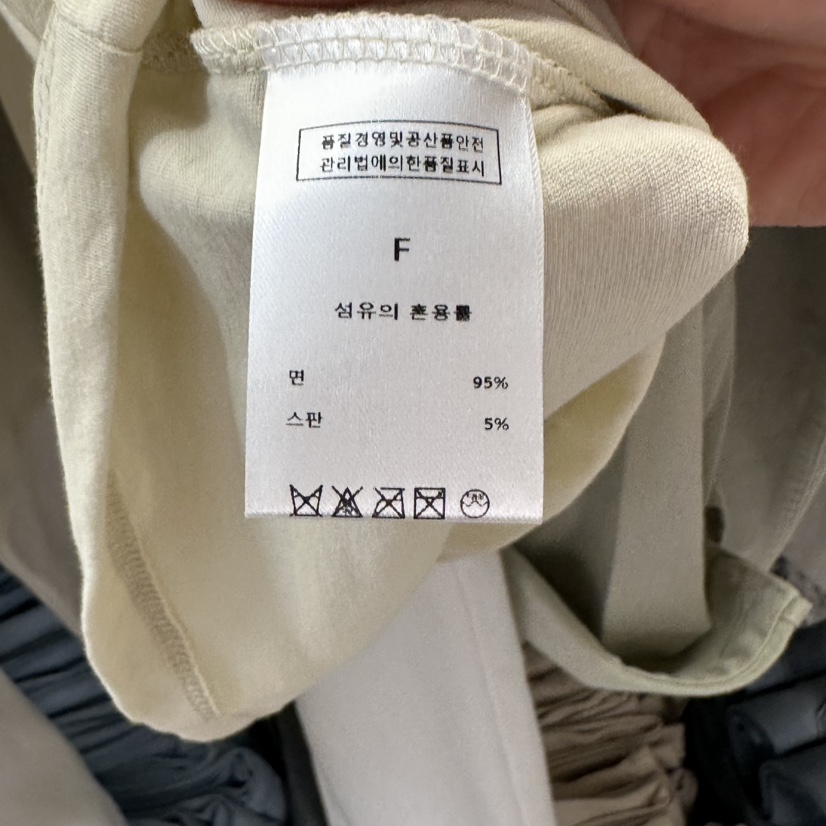 품질경영및공산품안전
관리법에의한품질표시
F
섬유의 혼용률
면 95%
스판 5%